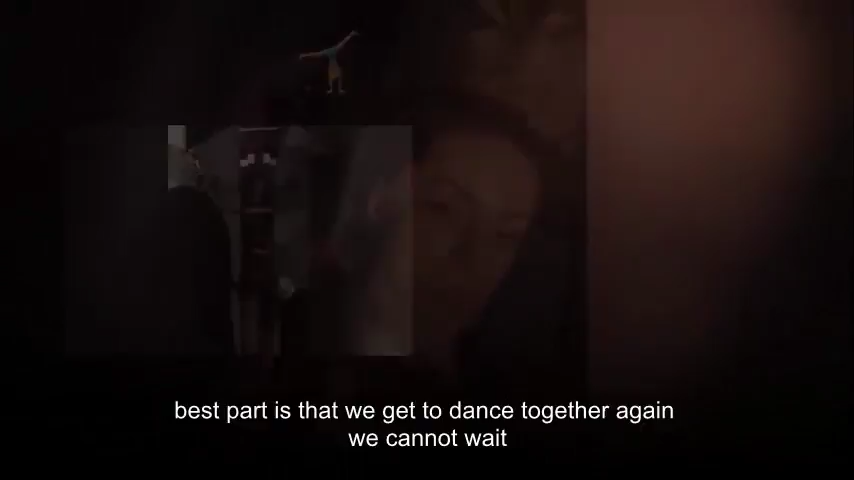 best part is that we get to dance together again
we cannot wait